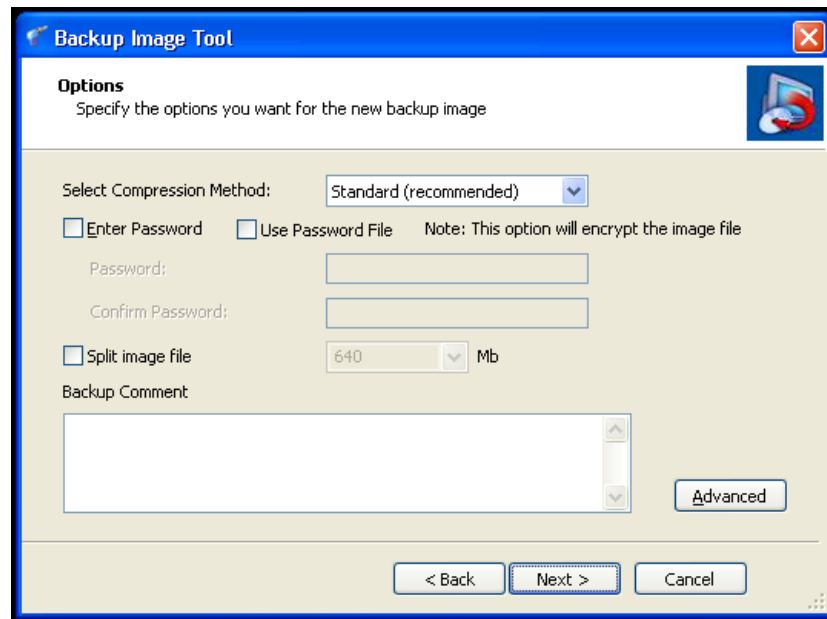 Backup Image Tool
Options
Specify the options you want for the new backup image
Select Compression Method: Standard (recommended)
Enter Password Use Password File Note: This option will encrypt the image file
Password:
Confirm Password:
Split image file 640 Mb
Backup Comment
Advanced
< Back Next > Cancel